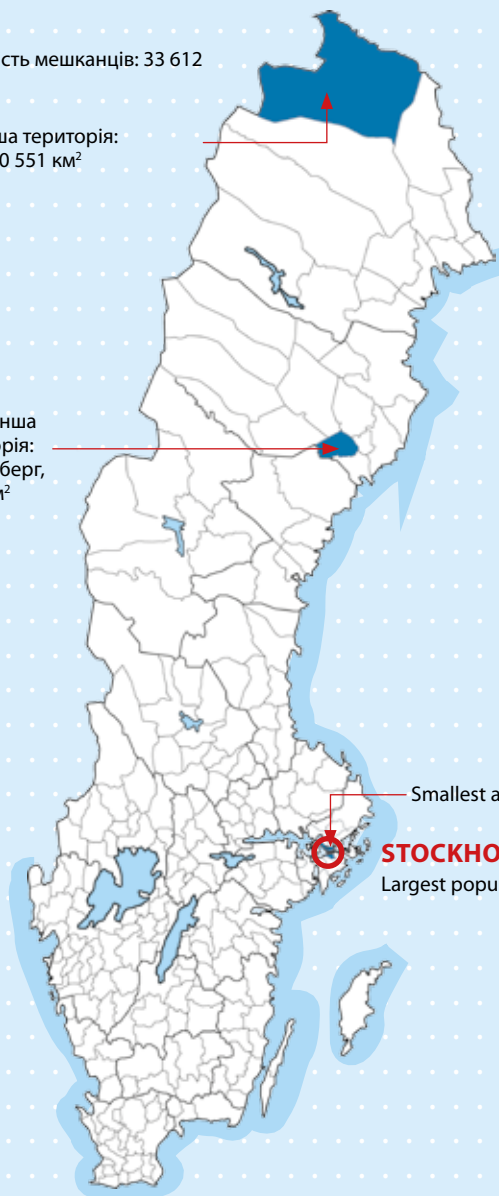 ість мешканців: 33 612
ша територія:
0 551 км²
нша
орія:
берг,
м²
Smallest a
STOCKHO
Largest popu